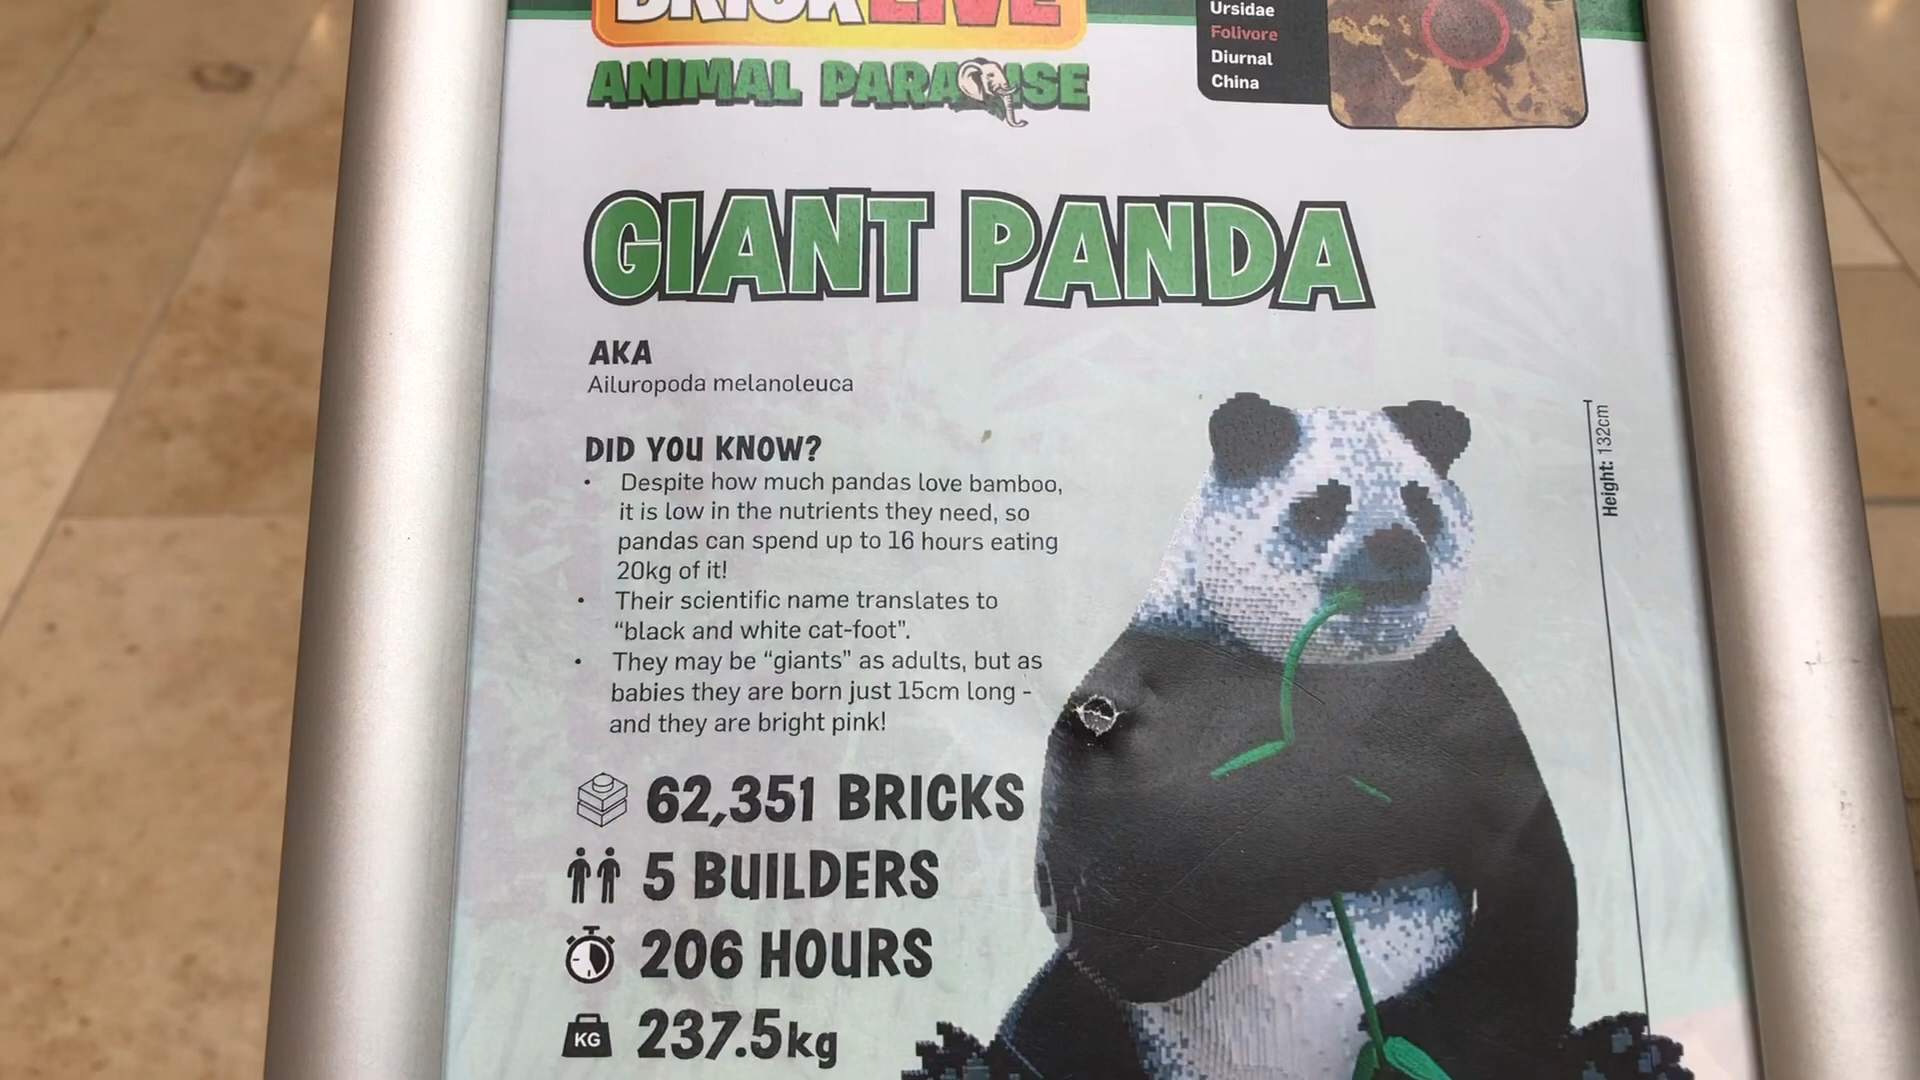 BRICKLIVE
ANIMAL PARADISE
Ursidae
Folivore
Diurnal
China
GIANT PANDA
AKA
Ailuropoda melanoleuca
DID YOU KNOW?
• Despite how much pandas love bamboo,
it is low in the nutrients they need, so
pandas can spend up to 16 hours eating
20kg of it!
• Their scientific name translates to
“black and white cat-foot”.
• They may be “giants” as adults, but as
babies they are born just 15cm long -
and they are bright pink!
62,351 BRICKS
5 BUILDERS
206 HOURS
KG 237.5kg
Height: 132cm